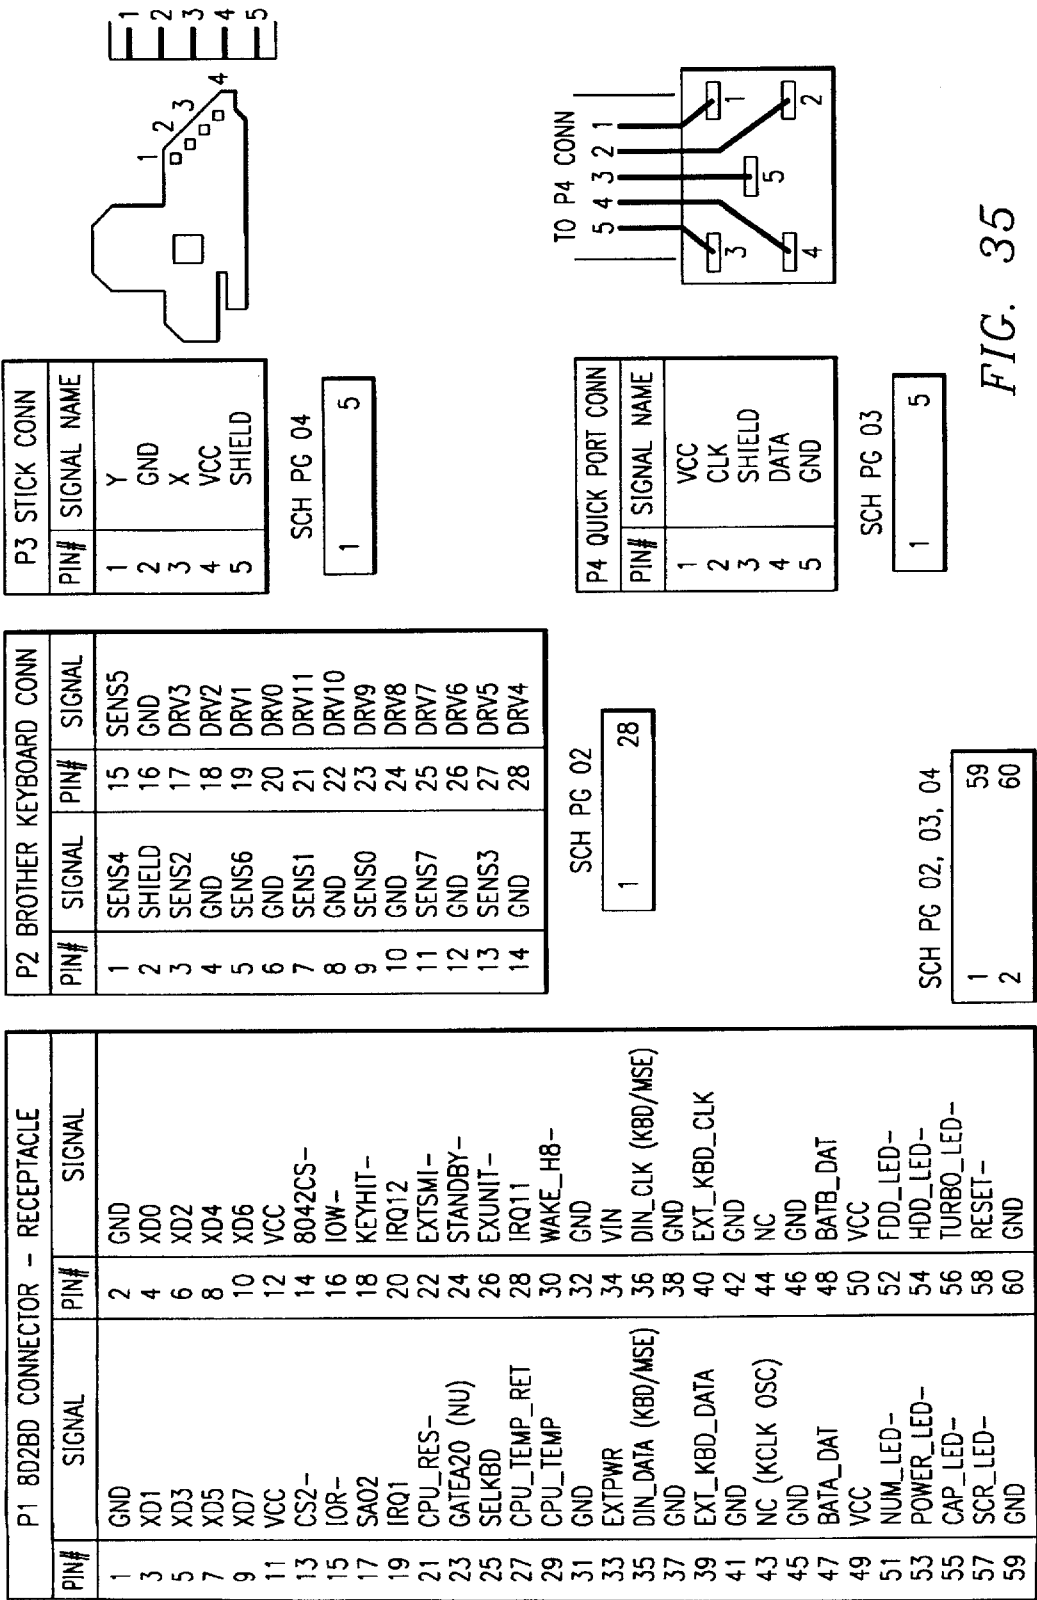 P1 BD2BD CONNECTOR - RECEPTACLE
PIN# SIGNAL PIN# SIGNAL
1 GND 2 GND
3 XD1 4 XD0
5 XD3 6 XD2
7 XD5 8 XD4
9 XD7 10 XD6
11 VCC 12 VCC
13 CS2- 14 8042CS-
15 IOR- 16 IOW-
17 SAO2 18 KEYHIT-
19 IRQ1 20 IRQ12
21 CPU_RES- 22 EXTSMI-
23 GATEA20 (NU) 24 STANDBY-
25 SELKBD 26 EXUNIT-
27 CPU_TEMP_RET 28 IRQ11
29 CPU_TEMP 30 WAKE_H8-
31 GND 32 GND
33 EXTPWR 34 VIN
35 DIN_DATA (KBD/MSE) 36 DIN_CLK (KBD/MSE)
37 GND 38 GND
39 EXT_KBD_DATA 40 EXT_KBD_CLK
41 GND 42 GND
43 NC (KCLK OSC) 44 NC
45 GND 46 GND
47 BATA_DAT 48 BATB_DAT
49 VCC 50 VCC
51 NUM_LED- 52 FDD_LED-
53 POWER_LED- 54 HDD_LED-
55 CAP_LED- 56 TURBO_LED-
57 SCR_LED- 58 RESET-
59 GND 60 GND
P2 BROTHER KEYBOARD CONN
PIN# SIGNAL PIN# SIGNAL
1 SENS4 15 SENS5
2 SHIELD 16 GND
3 SENS2 17 DRV3
4 GND 18 DRV2
5 SENS6 19 DRV1
6 GND 20 DRV0
7 SENS1 21 DRV11
8 GND 22 DRV10
9 SENS0 23 DRV9
10 GND 24 DRV8
11 SENS7 25 DRV7
12 GND 26 DRV6
13 SENS3 27 DRV5
14 GND 28 DRV4
SCH PG 02
1 28
SCH PG 02, 03, 04
1 59
2 60
P3 STICK CONN
PIN# SIGNAL NAME
1 Y
2 GND
3 X
4 VCC
5 SHIELD
SCH PG 04
1 5
P4 QUICK PORT CONN
PIN# SIGNAL NAME
1 VCC
2 CLK
3 SHIELD
4 DATA
5 GND
SCH PG 03
1 5
1 2 3 4
1
2
3
4
5
TO P4 CONN
5 4 3 2 1
3 1
5
4 2
FIG. 35